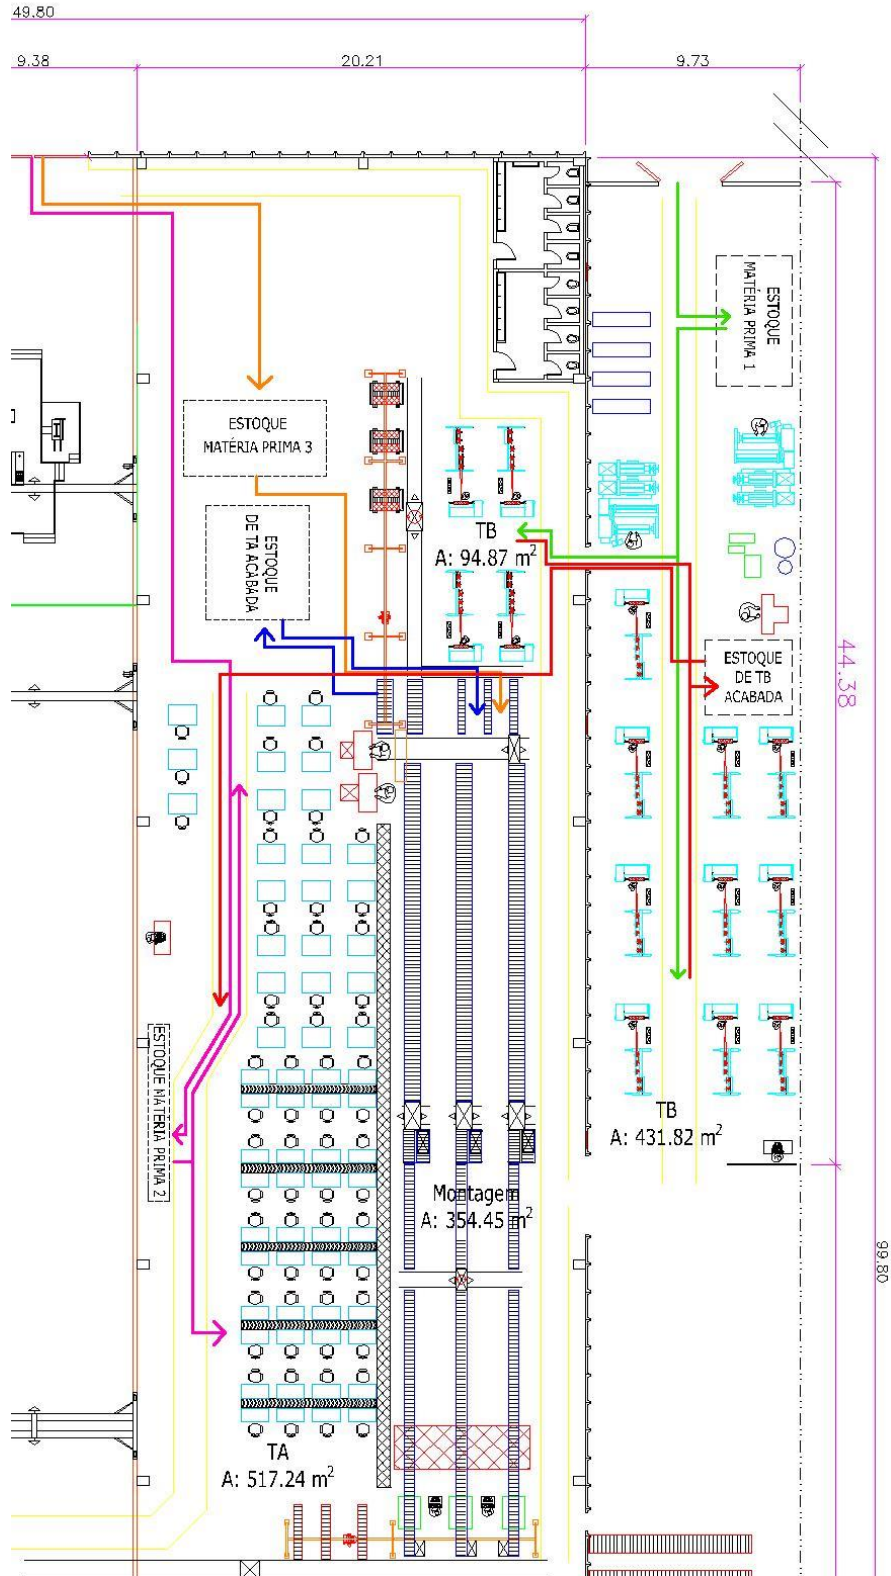 49.80
9.38
20.21
9.73
ESTOQUE
MATÉRIA PRIMA 1
ESTOQUE
MATÉRIA PRIMA 3
ESTOQUE
DE TA ACABADA
TB
A: 94.87 m²
ESTOQUE
DE TB
ACABADA
44.38
ESTOQUE MATÉRIA PRIMA 2
TB
A: 431.82 m²
Montagem
A: 354.45 m²
99.80
TA
A: 517.24 m²